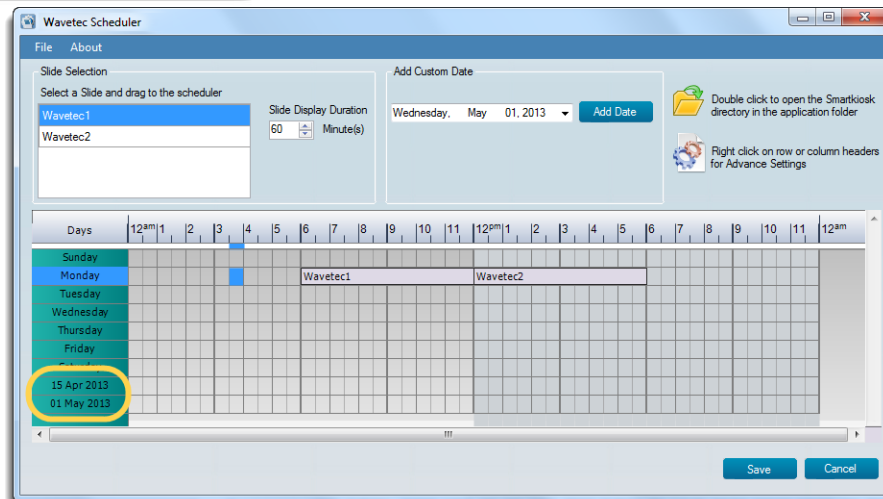 Wavetec Scheduler
File About
Slide Selection
Select a Slide and drag to the scheduler
Wavetec1
Wavetec2
Slide Display Duration
60 Minute(s)
Add Custom Date
Wednesday, May 01, 2013
Add Date
Double click to open the Smartkiosk
directory in the application folder
Right click on row or column headers
for Advance Settings
Days 12am 1 2 3 4 5 6 7 8 9 10 11 12pm 1 2 3 4 5 6 7 8 9 10 11 12am
Sunday
Monday Wavetec1 Wavetec2
Tuesday
Wednesday
Thursday
Friday
Saturday
15 Apr 2013
01 May 2013
Save Cancel